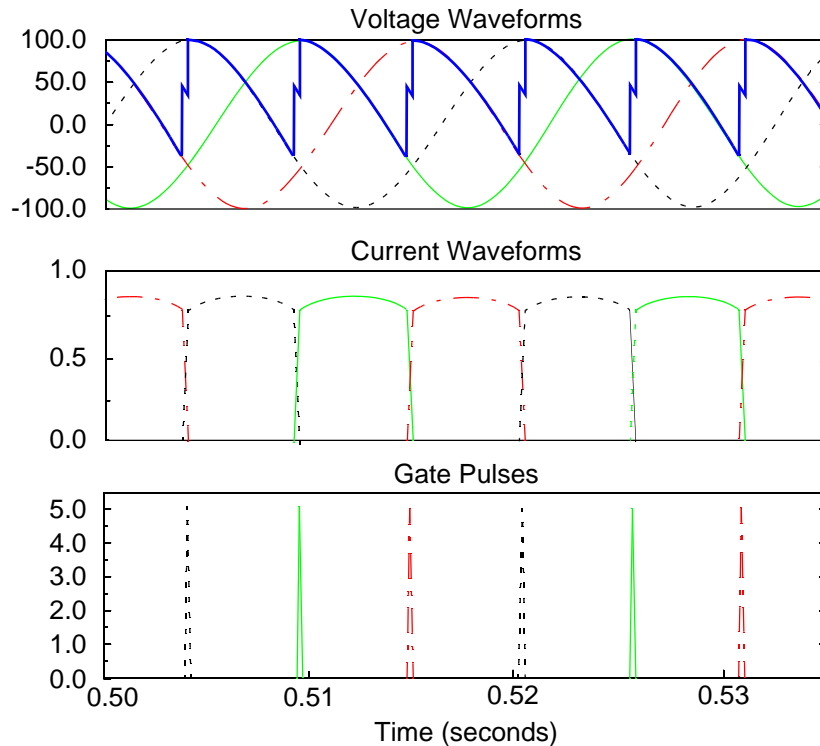 Voltage Waveforms
100.0
50.0
0.0
-50.0
-100.0
Current Waveforms
1.0
0.5
0.0
Gate Pulses
5.0
4.0
3.0
2.0
1.0
0.0
0.50 0.51 0.52 0.53
Time (seconds)